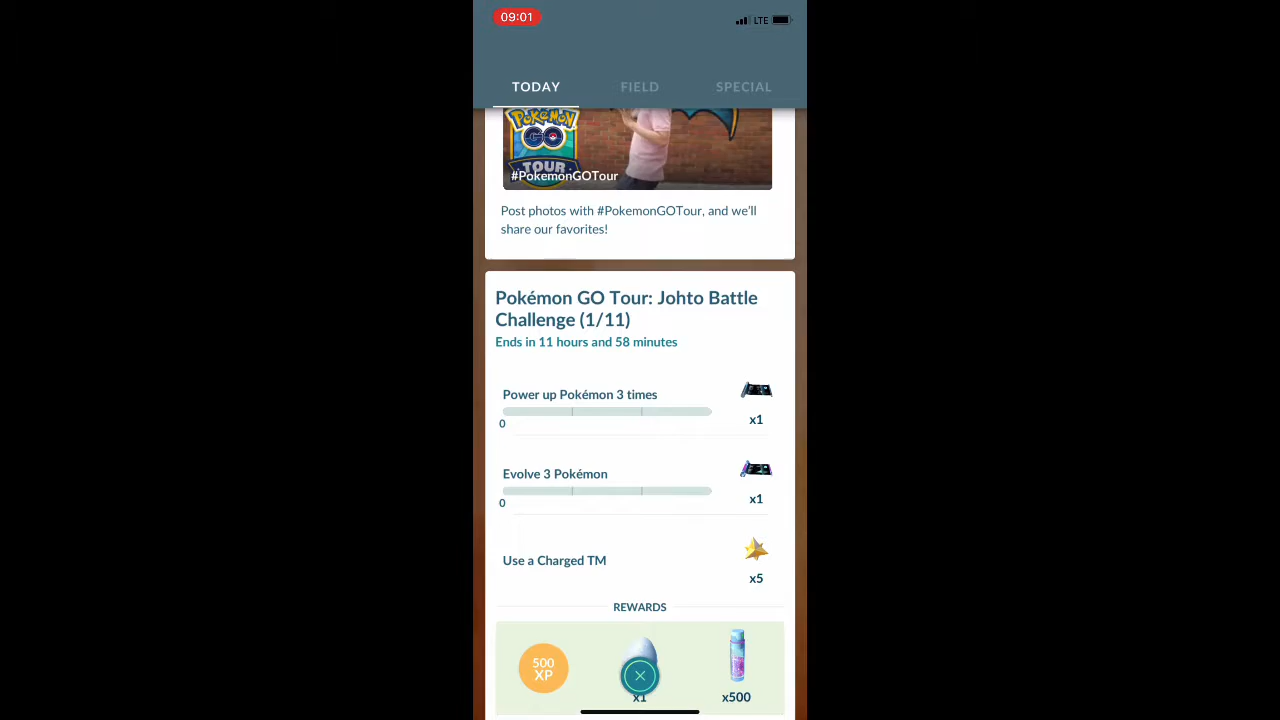 09:01
LTE
TODAY
FIELD
SPECIAL
POKÉMON
GO
TOUR
#PokemonGOTour
Post photos with #PokemonGOTour, and we'll
share our favorites!
Pokémon GO Tour: Johto Battle
Challenge (1/11)
Ends in 11 hours and 58 minutes
Power up Pokémon 3 times
0
x1
Evolve 3 Pokémon
0
x1
Use a Charged TM
x5
REWARDS
500
XP
x1
x500